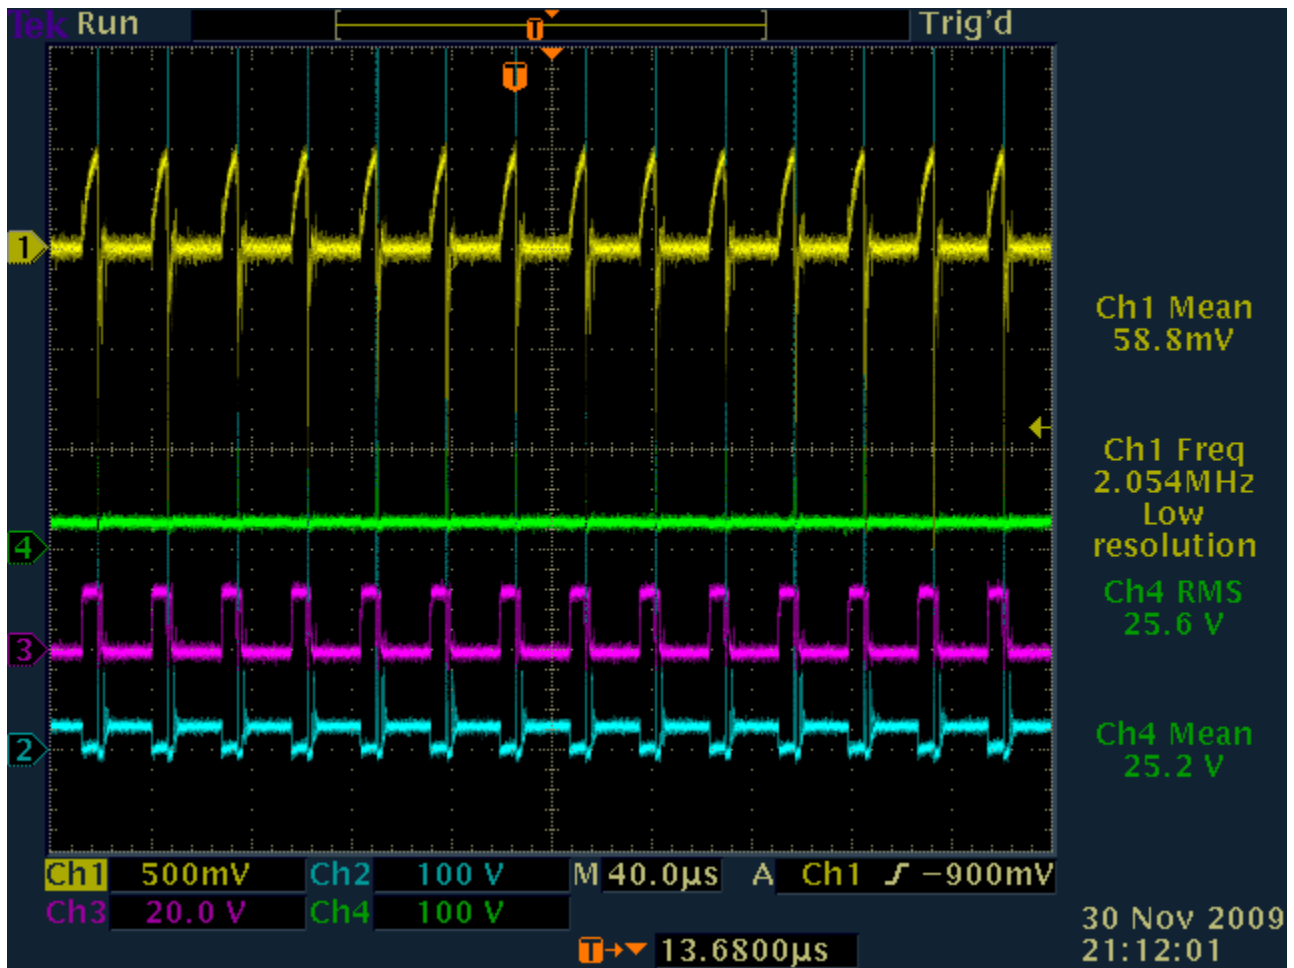 Tek Run Trig'd
T
T
1
Ch1 Mean
58.8mV
Ch1 Freq
2.054MHz
Low
resolution
4
Ch4 RMS
25.6 V
3
2
Ch4 Mean
25.2 V
Ch1 500mV Ch2 100 V M 40.0µs A Ch1 −900mV
Ch3 20.0 V Ch4 100 V
T 13.6800µs
30 Nov 2009
21:12:01